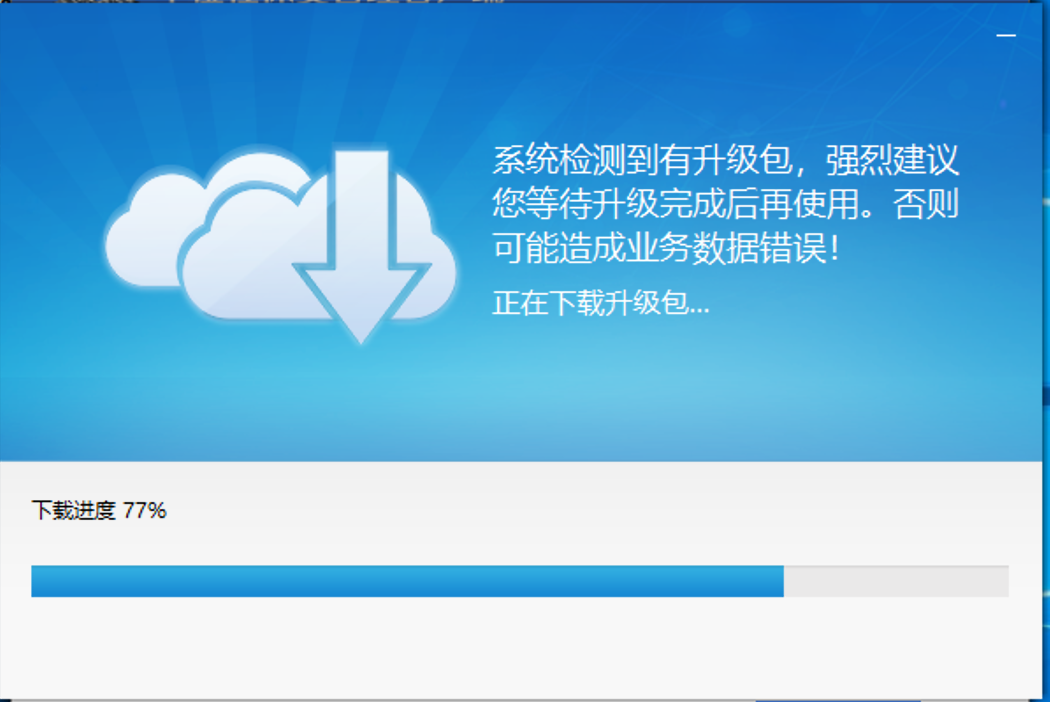 系统检测到有升级包，强烈建议
您等待升级完成后再使用。否则
可能造成业务数据错误！
正在下载升级包...
下载进度 77%